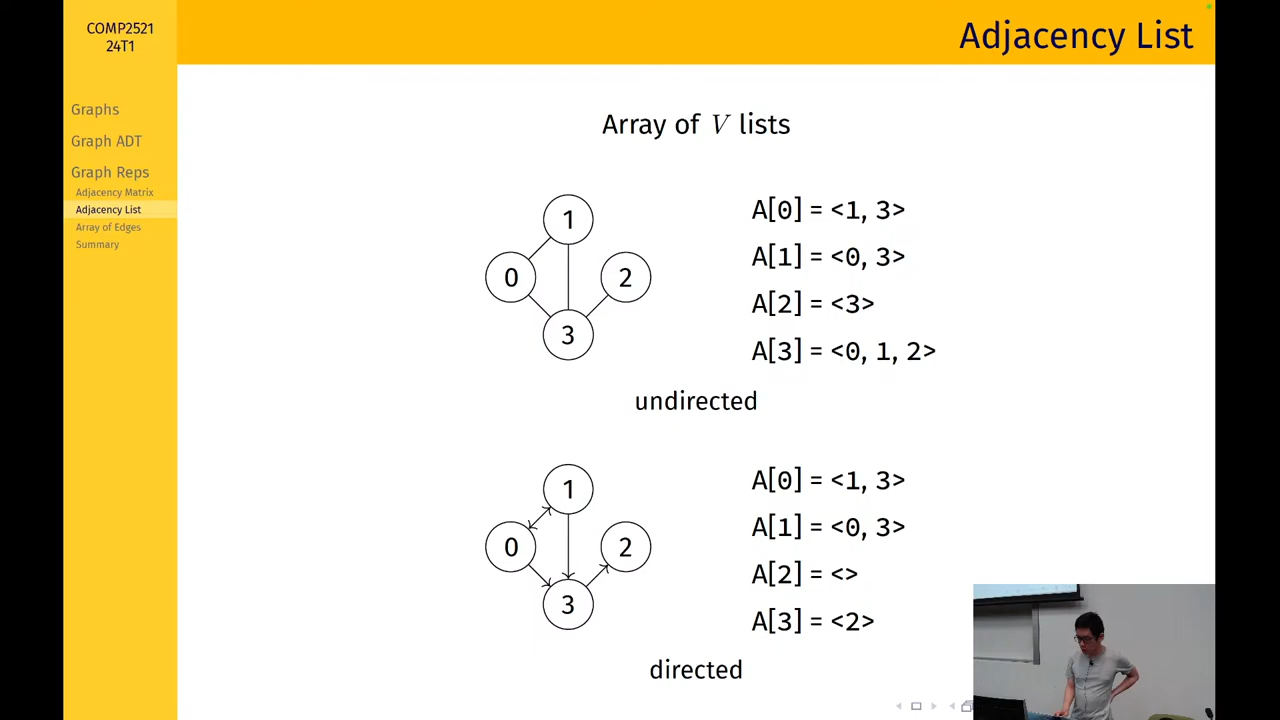 COMP2521
24T1
Adjacency List
Graphs
Graph ADT
Graph Reps
Adjacency Matrix
Adjacency List
Array of Edges
Summary
Array of V lists
1
0
2
3
A[0] = <1, 3>
A[1] = <0, 3>
A[2] = <3>
A[3] = <0, 1, 2>
undirected
1
0
2
3
A[0] = <1, 3>
A[1] = <0, 3>
A[2] = <>
A[3] = <2>
directed